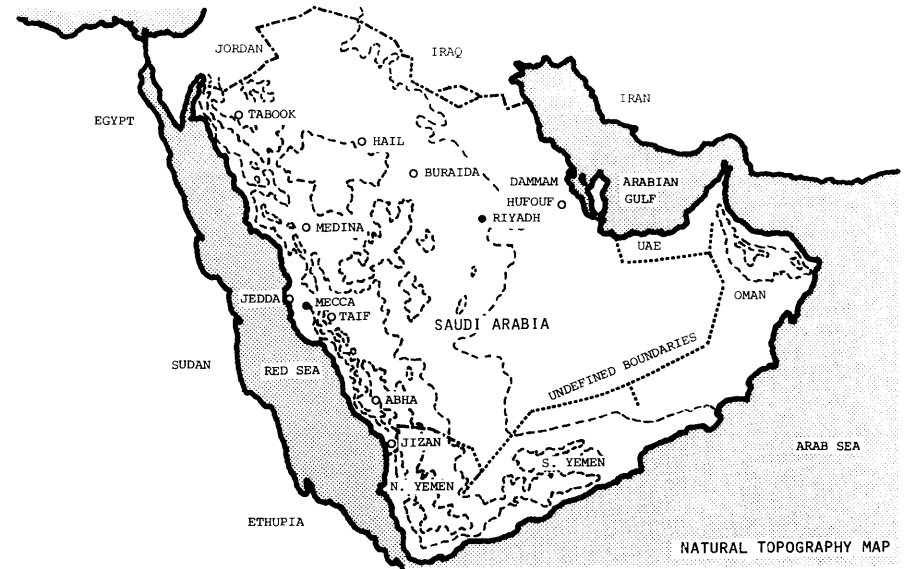 JORDAN
IRAQ
IRAN
EGYPT
TABOOK
HAIL
BURAIDA
DAMMAM
ARABIAN
GULF
HUFOUF
RIYADH
MEDINA
UAE
JEDDA
MECCA
TAIF
OMAN
SAUDI ARABIA
UNDEFINED BOUNDARIES
SUDAN
RED SEA
ABHA
JIZAN
ARAB SEA
S. YEMEN
N. YEMEN
ETHUPIA
NATURAL TOPOGRAPHY MAP